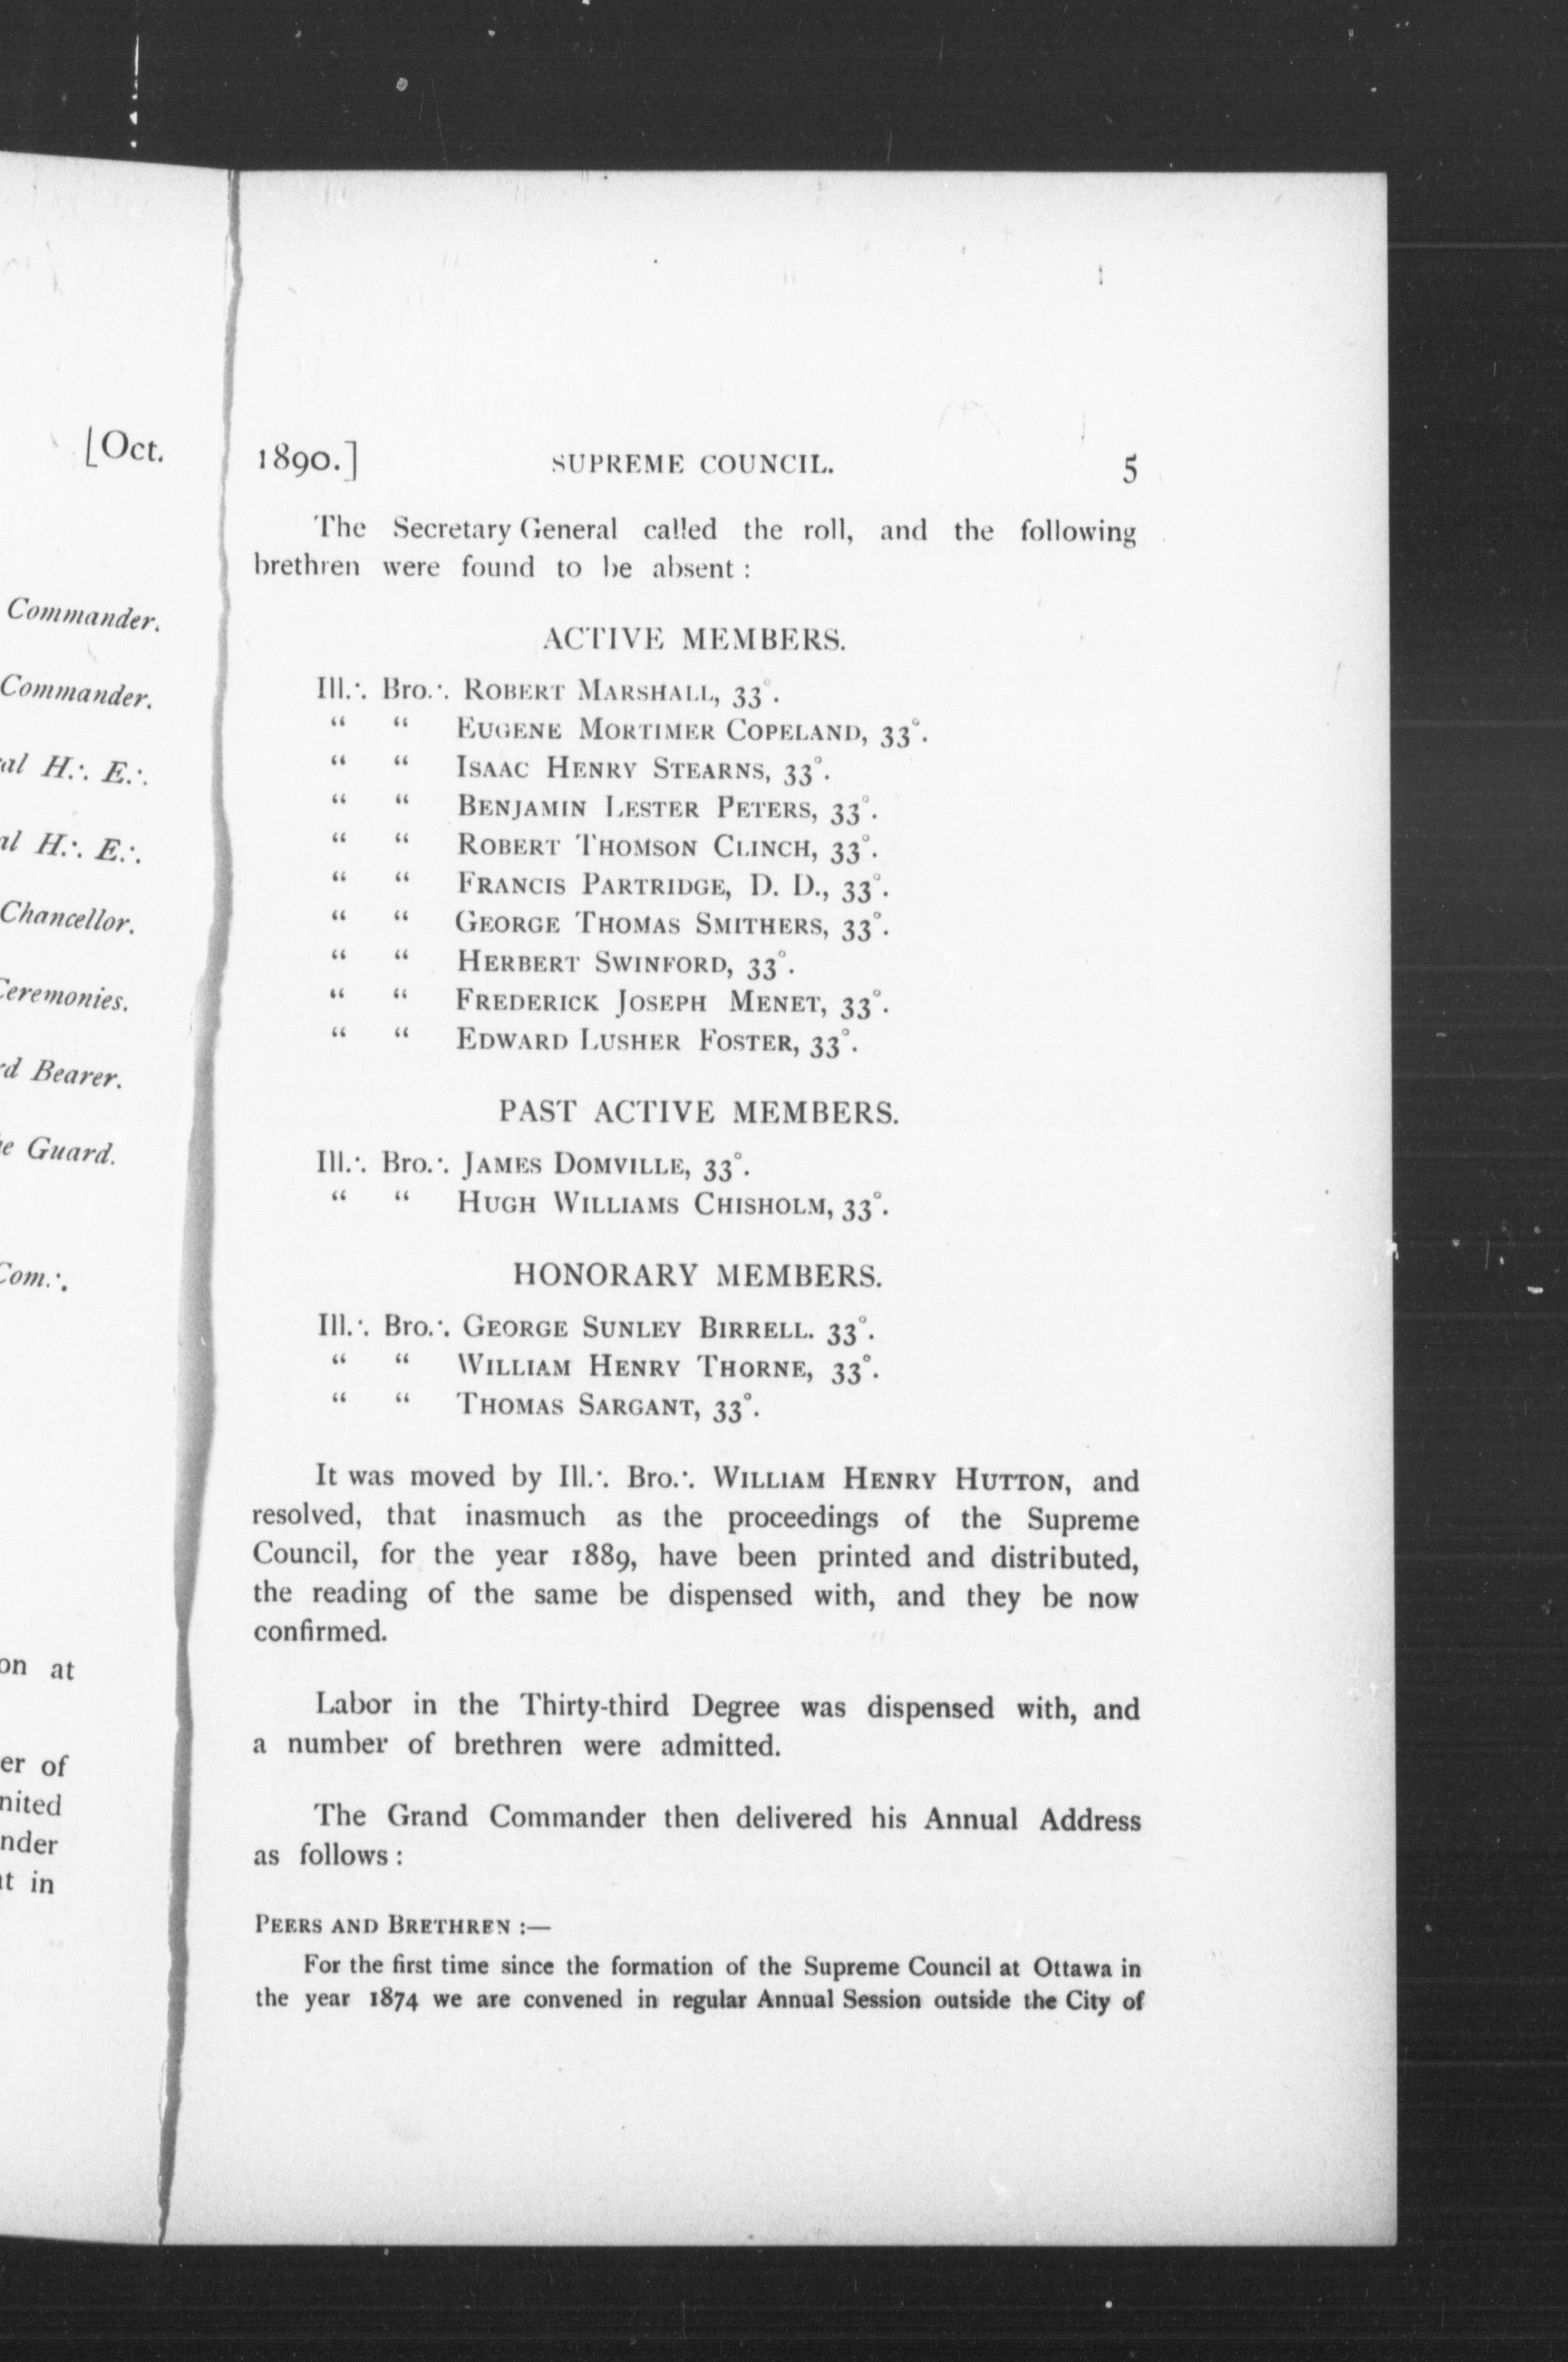 [Oct.
Commander.
Commander.
H∴ E∴
H∴ E∴
Chancellor.
Ceremonies.
Bearer.
Guard.
Com∴
on at
of
in
1890.] SUPREME COUNCIL. 5
The Secretary General called the roll, and the following
brethren were found to be absent :
ACTIVE MEMBERS.
Ill∴ Bro∴ ROBERT MARSHALL, 33°.
“ “ EUGENE MORTIMER COPELAND, 33°.
“ “ ISAAC HENRY STEARNS, 33°.
“ “ BENJAMIN LESTER PETERS, 33°.
“ “ ROBERT THOMSON CLINCH, 33°.
“ “ FRANCIS PARTRIDGE, D. D., 33°.
“ “ GEORGE THOMAS SMITHERS, 33°.
“ “ HERBERT SWINFORD, 33°.
“ “ FREDERICK JOSEPH MENET, 33°.
“ “ EDWARD LUSHER FOSTER, 33°.
PAST ACTIVE MEMBERS.
Ill∴ Bro∴ JAMES DOMVILLE, 33°.
“ “ HUGH WILLIAMS CHISHOLM, 33°.
HONORARY MEMBERS.
Ill∴ Bro∴ GEORGE SUNLEY BIRRELL. 33°.
“ “ WILLIAM HENRY THORNE, 33°.
“ “ THOMAS SARGANT, 33°.
It was moved by Ill∴ Bro∴ WILLIAM HENRY HUTTON, and
resolved, that inasmuch as the proceedings of the Supreme
Council, for the year 1889, have been printed and distributed,
the reading of the same be dispensed with, and they be now
confirmed.
Labor in the Thirty-third Degree was dispensed with, and
a number of brethren were admitted.
The Grand Commander then delivered his Annual Address
as follows :
PEERS AND BRETHREN :—
For the first time since the formation of the Supreme Council at Ottawa in
the year 1874 we are convened in regular Annual Session outside the City of